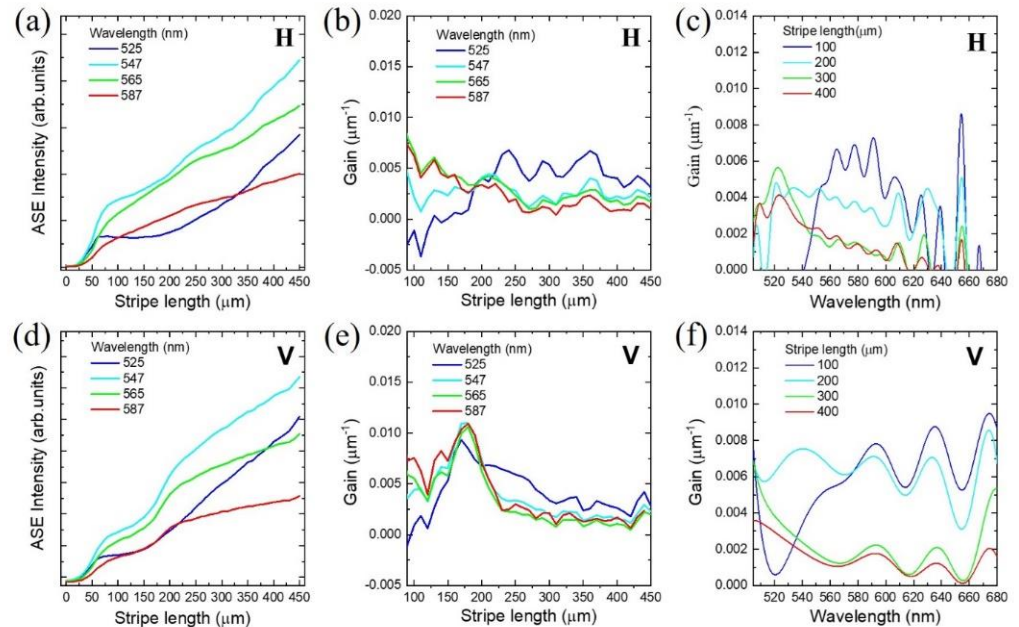 (a)
Wavelength (nm)
525
547
565
587
H
ASE Intensity (arb.units)
0 50 100 150 200 250 300 350 400 450
Stripe length (μm)
(b)
0.020
0.015
0.010
0.005
0.000
-0.005
Gain (μm⁻¹)
Wavelength (nm)
525
547
565
587
H
100 150 200 250 300 350 400 450
Stripe length (μm)
(c)
0.014
0.012
0.010
0.008
0.006
0.004
0.002
0.000
Gain (μm⁻¹)
Stripe length(μm)
100
200
300
400
H
520 540 560 580 600 620 640 660 680
Wavelength (nm)
(d)
Wavelength (nm)
525
547
565
587
V
ASE Intensity (arb.units)
0 50 100 150 200 250 300 350 400 450
Stripe length (μm)
(e)
0.020
0.015
0.010
0.005
0.000
-0.005
Gain (μm⁻¹)
Wavelength (nm)
525
547
565
587
V
100 150 200 250 300 350 400 450
Stripe length (μm)
(f)
0.014
0.012
0.010
0.008
0.006
0.004
0.002
0.000
Gain (μm⁻¹)
Stripe length (μm)
100
200
300
400
V
520 540 560 580 600 620 640 660 680
Wavelength (nm)